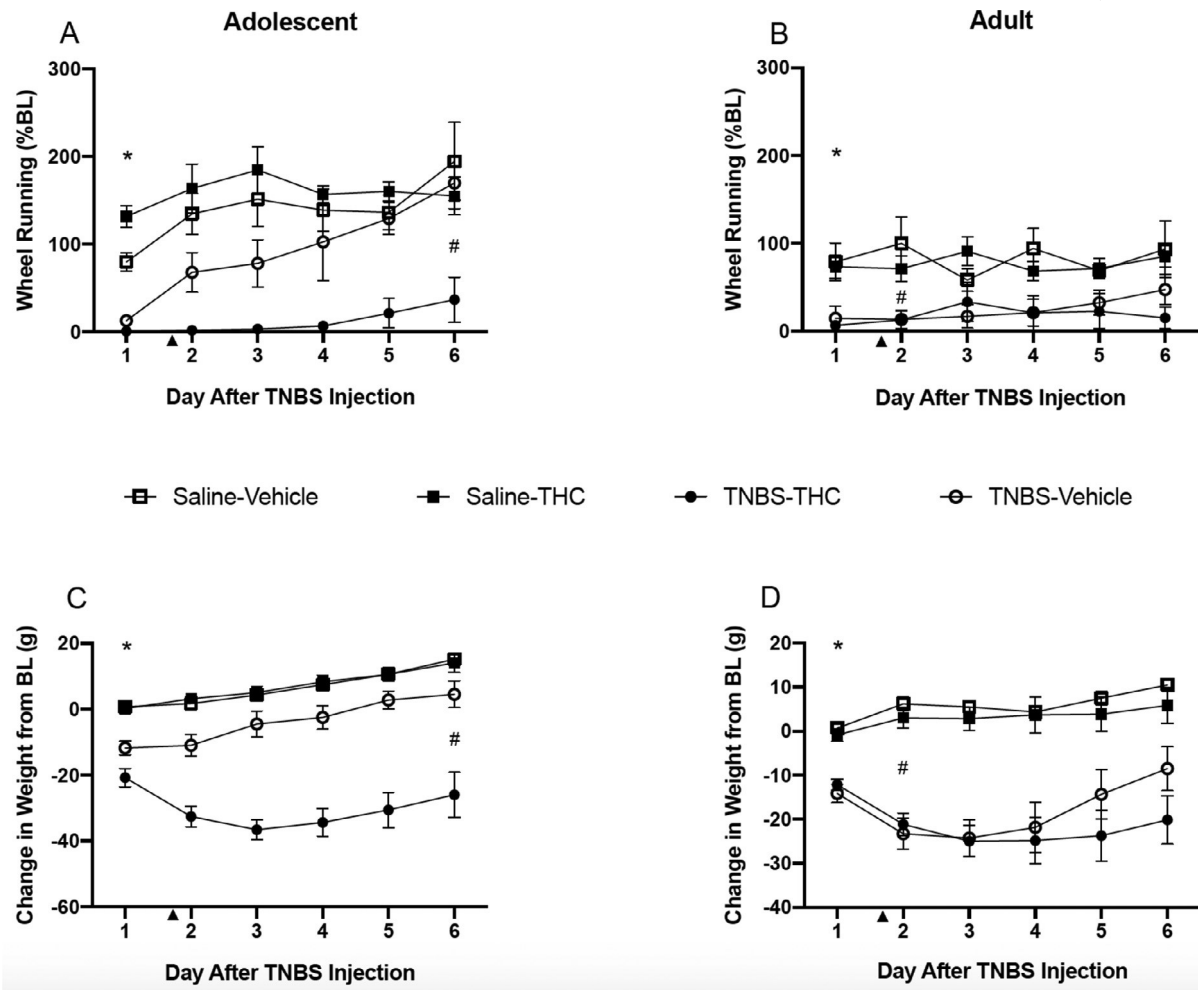 A
Adolescent
Wheel Running (%BL)
300
200
100
0
*
#
1 2 3 4 5 6
Day After TNBS Injection
B
Adult
Wheel Running (%BL)
300
200
100
0
*
#
1 2 3 4 5 6
Day After TNBS Injection
Saline-Vehicle
Saline-THC
TNBS-THC
TNBS-Vehicle
C
Change in Weight from BL (g)
20
0
-20
-40
-60
*
#
1 2 3 4 5 6
Day After TNBS Injection
D
Change in Weight from BL (g)
20
10
0
-10
-20
-30
-40
*
#
1 2 3 4 5 6
Day After TNBS Injection